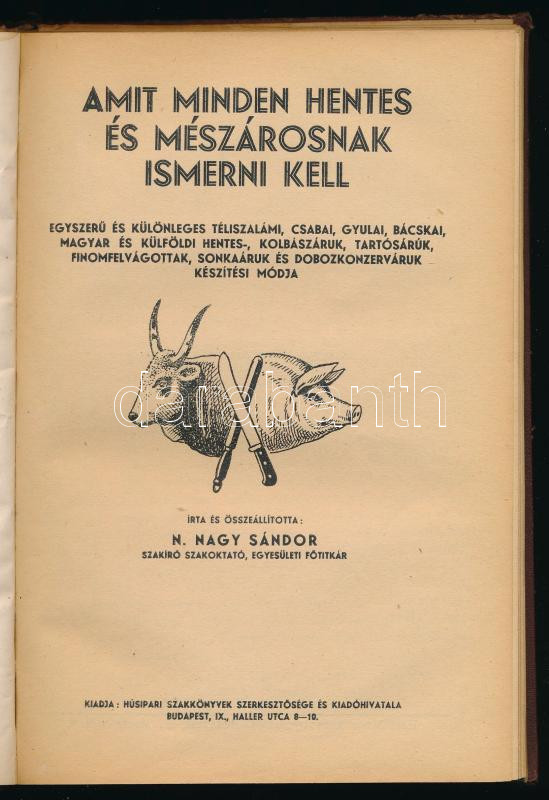 AMIT MINDEN HENTES
ÉS MÉSZÁROSNAK
ISMERNI KELL
EGYSZERŰ ÉS KÜLÖNLEGES TÉLISZALÁMI, CSABAI, GYULAI, BÁCSKAI,
MAGYAR ÉS KÜLFÖLDI HENTES-, KOLBÁSZÁRUK, TARTÓSÁRÚK,
FINOMFELVÁGOTTAK, SONKAÁRUK ÉS DOBOZKONZERVÁRUK
KÉSZÍTÉSI MÓDJA
darabanth
ÍRTA ÉS ÖSSZEÁLLÍTOTTA:
N. NAGY SÁNDOR
SZAKÍRÓ SZAKOKTATÓ, EGYESÜLETI FŐTITKÁR
KIADJA: HÚSIPARI SZAKKÖNYVEK SZERKESZTŐSÉGE ÉS KIADÓHIVATALA
BUDAPEST, IX., HALLER UTCA 8—10.